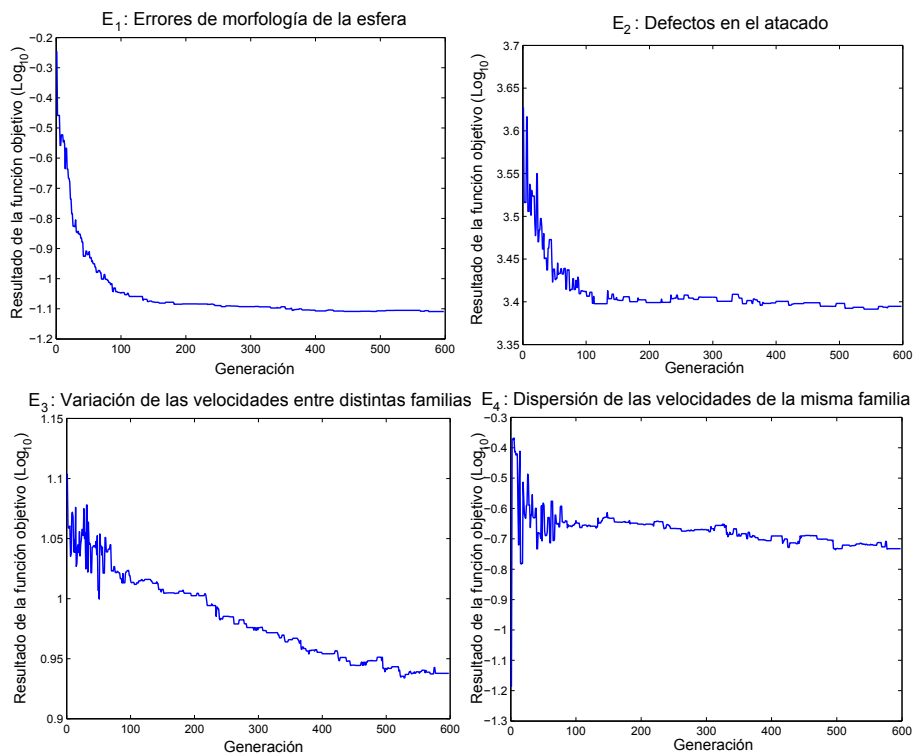 E1: Errores de morfología de la esfera
Resultado de la función objetivo (Log10)
−0.2
−0.3
−0.4
−0.5
−0.6
−0.7
−0.8
−0.9
−1
−1.1
−1.2
0 100 200 300 400 500 600
Generación
E2: Defectos en el atacado
Resultado de la función objetivo (Log10)
3.7
3.65
3.6
3.55
3.5
3.45
3.4
3.35
0 100 200 300 400 500 600
Generación
E3: Variación de las velocidades entre distintas familias
Resultado de la función objetivo (Log10)
1.15
1.1
1.05
1
0.95
0.9
0 100 200 300 400 500 600
Generación
E4: Dispersión de las velocidades de la misma familia
Resultado de la función objetivo (Log10)
−0.3
−0.4
−0.5
−0.6
−0.7
−0.8
−0.9
−1
−1.1
−1.2
−1.3
0 100 200 300 400 500 600
Generación